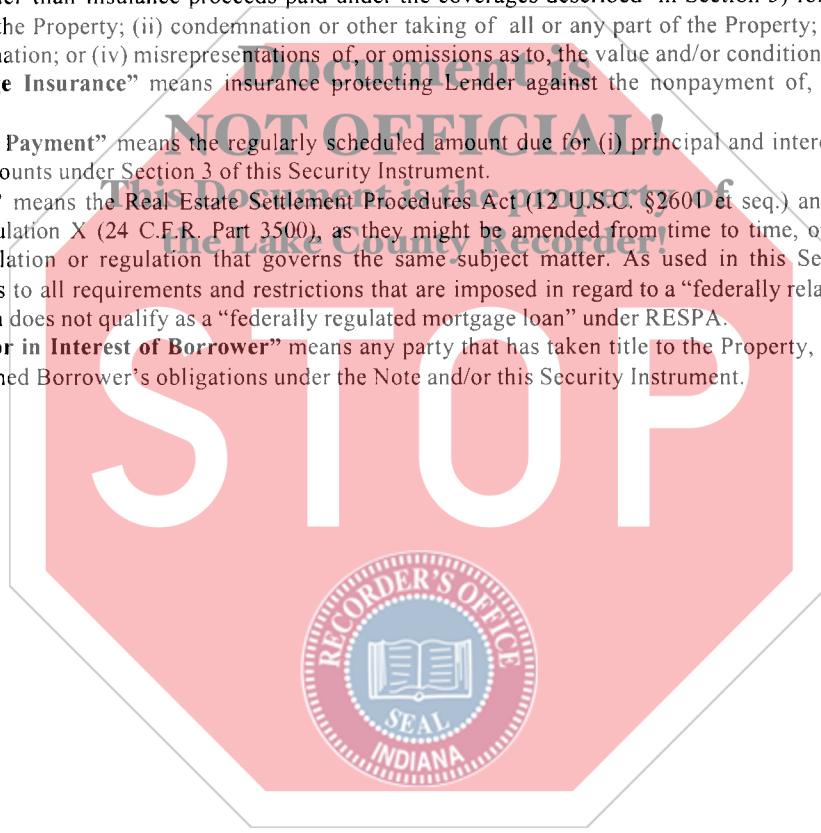 than insurance proceeds paid under the coverages described in Section 5)
the Property; (ii) condemnation or other taking of all or any part of the Property;
nation; or (iv) misrepresentations of, or omissions as to, the value and/or condition
e Insurance” means insurance protecting Lender against the nonpayment of,
Payment” means the regularly scheduled amount due for (i) principal and inter
ounts under Section 3 of this Security Instrument.
” means the Real Estate Settlement Procedures Act (12 U.S.C. §2601 et seq.) an
ulation X (24 C.F.R. Part 3500), as they might be amended from time to time, o
lation or regulation that governs the same subject matter. As used in this Se
s to all requirements and restrictions that are imposed in regard to a “federally rela
n does not qualify as a “federally regulated mortgage loan” under RESPA.
or in Interest of Borrower” means any party that has taken title to the Property,
ned Borrower’s obligations under the Note and/or this Security Instrument.
Document is
NOT OFFICIAL!
This Document is the property of
the Lake County Recorder!
STOP
RECORDER'S OFFICE
SEAL
INDIANA